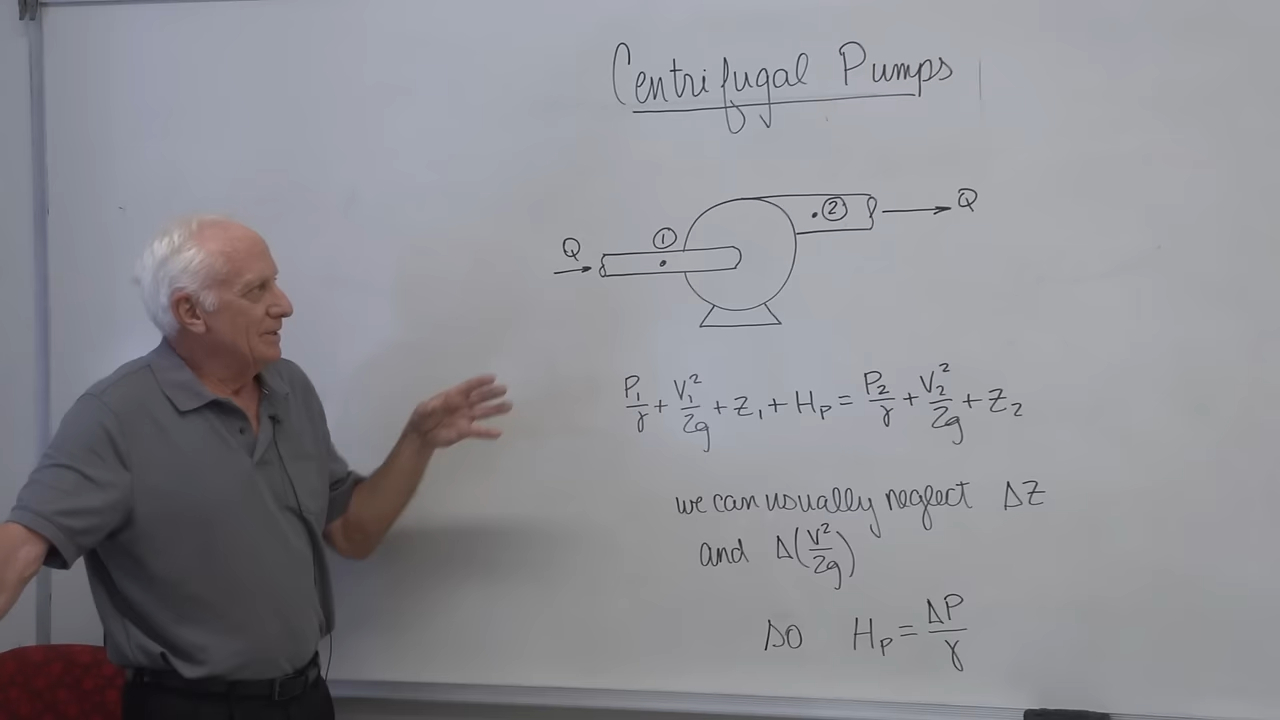 Centrifugal Pumps
② Q
①
Q
P₁/γ + V₁²/2g + Z₁ + Hₚ = P₂/γ + V₂²/2g + Z₂
we can usually neglect ΔZ
and Δ(V²/2g)
so Hₚ = ΔP/γ